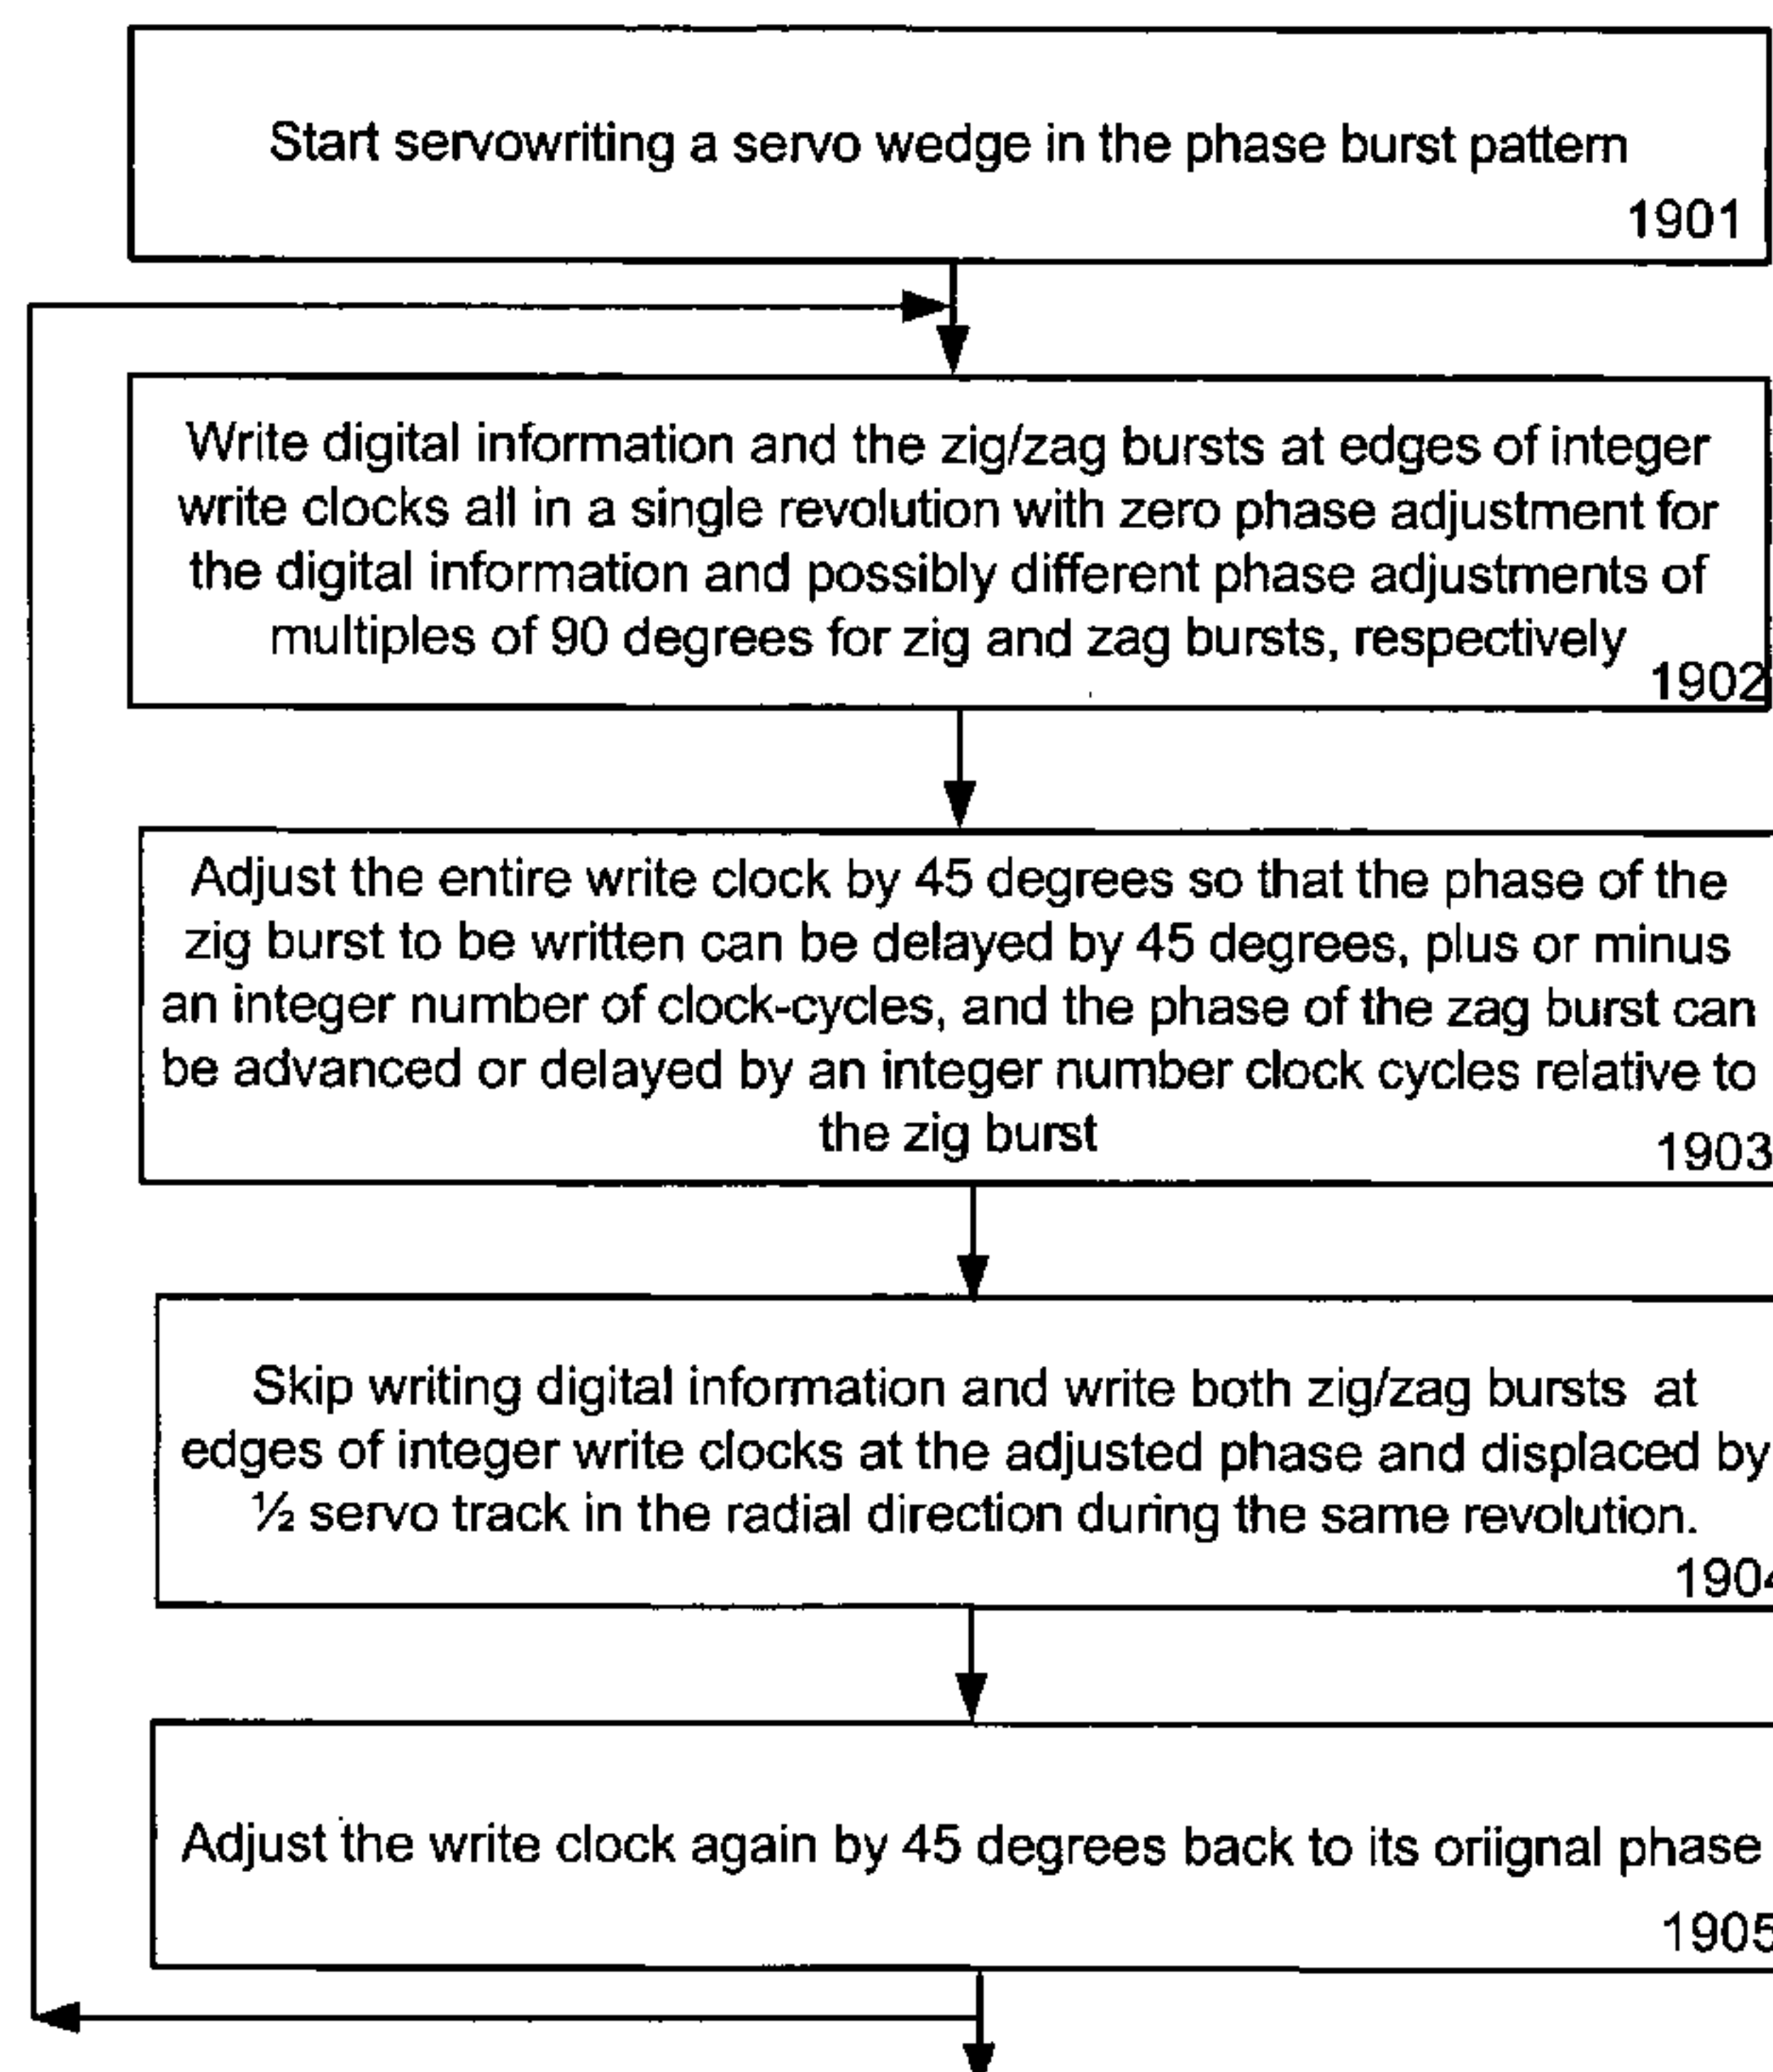 Start servowriting a servo wedge in the phase burst pattern
1901
Write digital information and the zig/zag bursts at edges of integer
write clocks all in a single revolution with zero phase adjustment for
the digital information and possibly different phase adjustments of
multiples of 90 degrees for zig and zag bursts, respectively
1902
Adjust the entire write clock by 45 degrees so that the phase of the
zig burst to be written can be delayed by 45 degrees, plus or minus
an integer number of clock-cycles, and the phase of the zag burst can
be advanced or delayed by an integer number clock cycles relative to
the zig burst
1903
Skip writing digital information and write both zig/zag bursts at
edges of integer write clocks at the adjusted phase and displaced by
½ servo track in the radial direction during the same revolution.
1904
Adjust the write clock again by 45 degrees back to its oriignal phase
1905